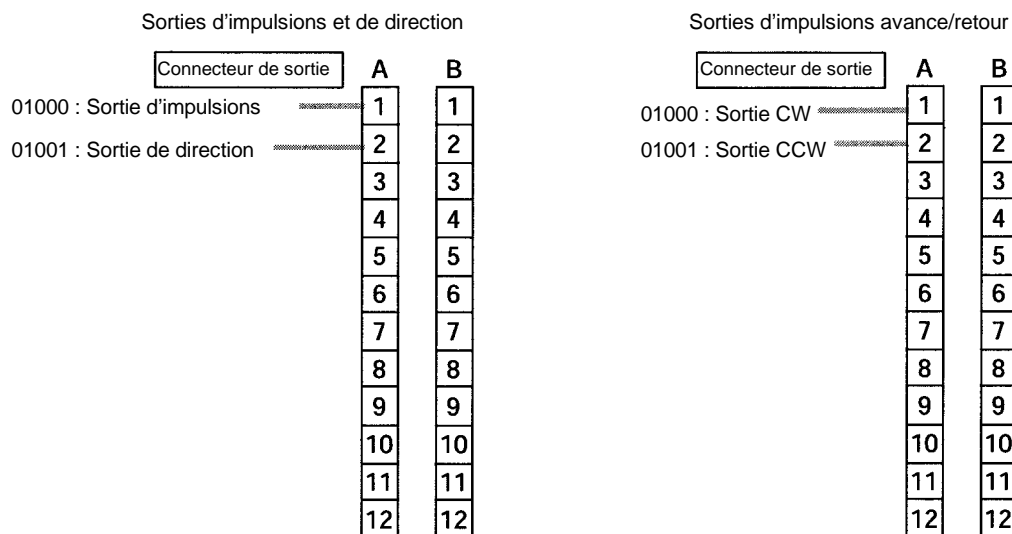 Sorties d'impulsions et de direction
Connecteur de sortie A B
01000 : Sortie d'impulsions 1 1
01001 : Sortie de direction 2 2
3 3
4 4
5 5
6 6
7 7
8 8
9 9
10 10
11 11
12 12
Sorties d'impulsions avance/retour
Connecteur de sortie A B
01000 : Sortie CW 1 1
01001 : Sortie CCW 2 2
3 3
4 4
5 5
6 6
7 7
8 8
9 9
10 10
11 11
12 12